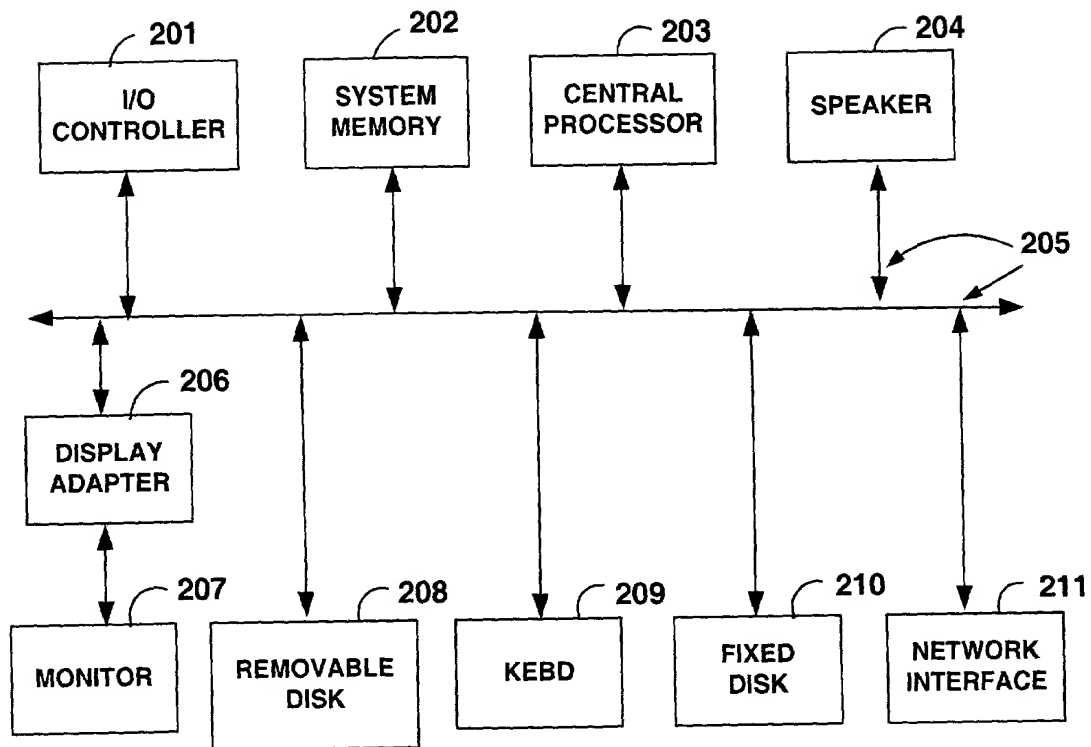 201
I/O
CONTROLLER
202
SYSTEM
MEMORY
203
CENTRAL
PROCESSOR
204
SPEAKER
205
206
DISPLAY
ADAPTER
207
MONITOR
208
REMOVABLE
DISK
209
KEBD
210
FIXED
DISK
211
NETWORK
INTERFACE